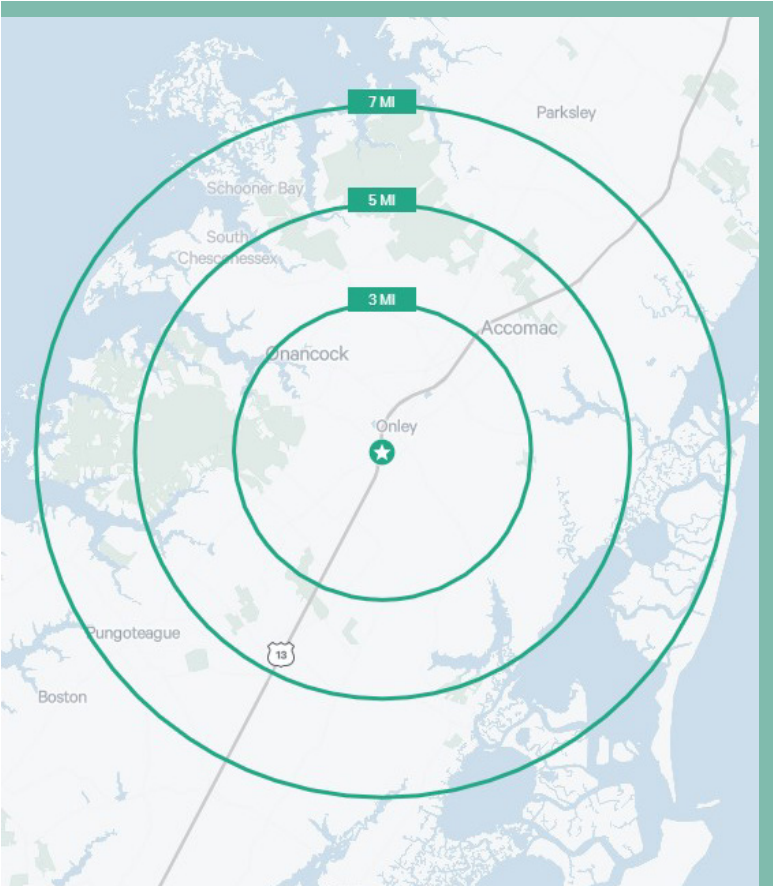 7 MI
Parksley
Schooner Bay
5 MI
South
Chesconessex
3 MI
Accomac
Onancock
Onley
Pungoteague
13
Boston